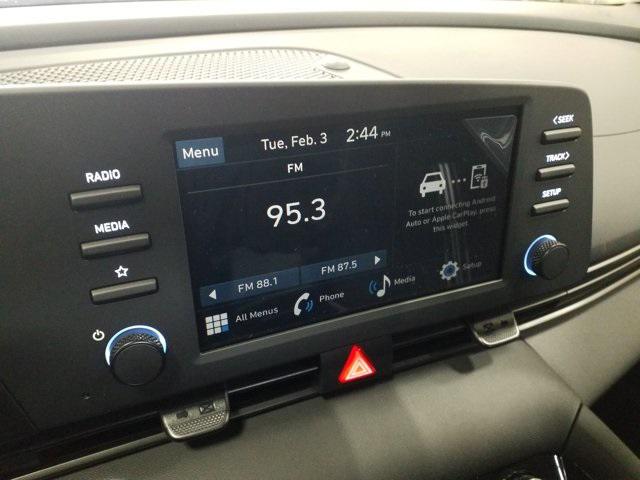 Menu
Tue, Feb. 3 2:44 PM
FM
95.3
FM 88.1
FM 87.5
To start connecting Android
Auto or Apple CarPlay, press
this widget.
All Menus
Phone
Media
Setup
RADIO
MEDIA
<SEEK
TRACK>
SETUP